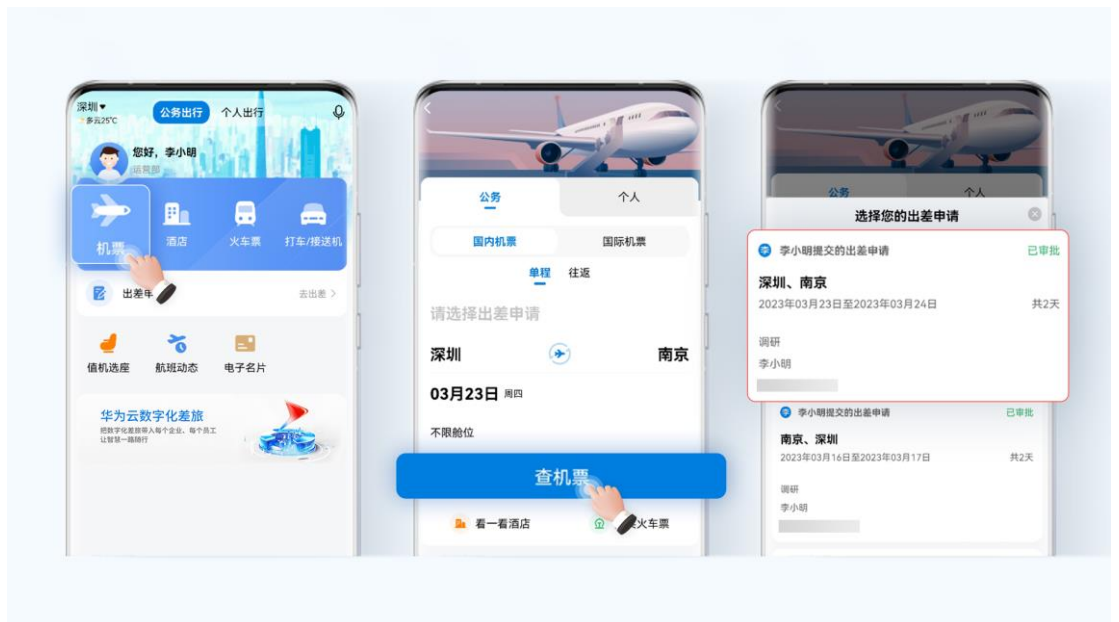 深圳
多云25℃
公务出行
个人出行
您好，李小明
运营部
机票
酒店
火车票
打车/接送机
出差申
去出差 >
值机选座
航班动态
电子名片
华为云数字化差旅
把数字化差旅带入每个企业、每个员工
让智慧一路随行
公务
个人
国内机票
国际机票
单程
往返
请选择出差申请
深圳
南京
03月23日 周四
不限舱位
查机票
看一看酒店
火车票
公务
个人
选择您的出差申请
李小明提交的出差申请
已审批
深圳、南京
2023年03月23日至2023年03月24日
共2天
调研
李小明
李小明提交的出差申请
已审批
南京、深圳
2023年03月16日至2023年03月17日
共2天
调研
李小明